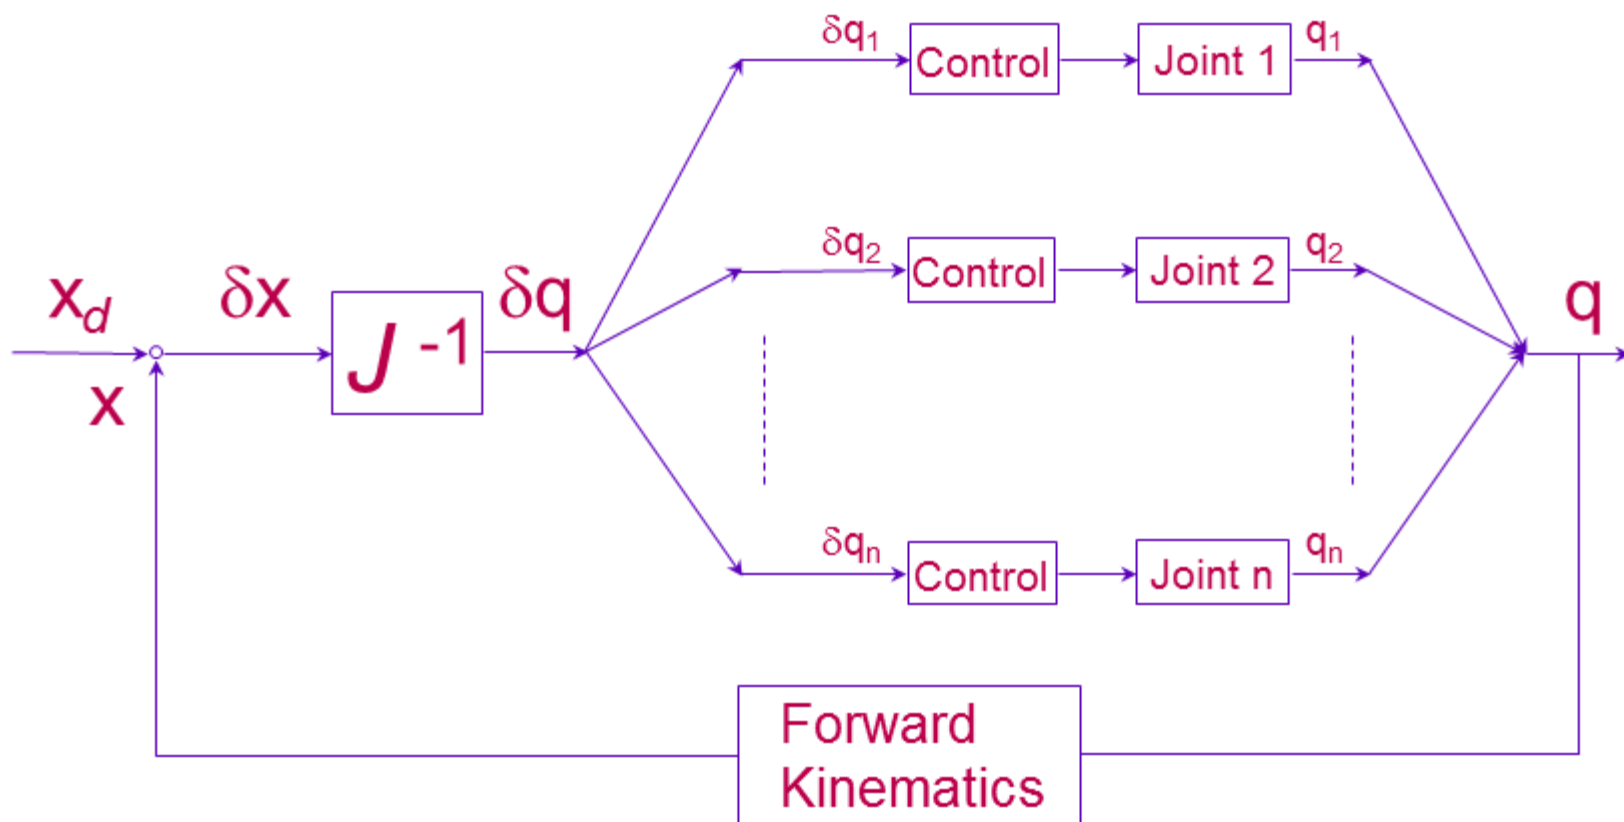 δq₁
Control
Joint 1
q₁
δq₂
Control
Joint 2
q₂
x_d
δx
J⁻¹
δq
q
x
δqₙ
Control
Joint n
qₙ
Forward
Kinematics